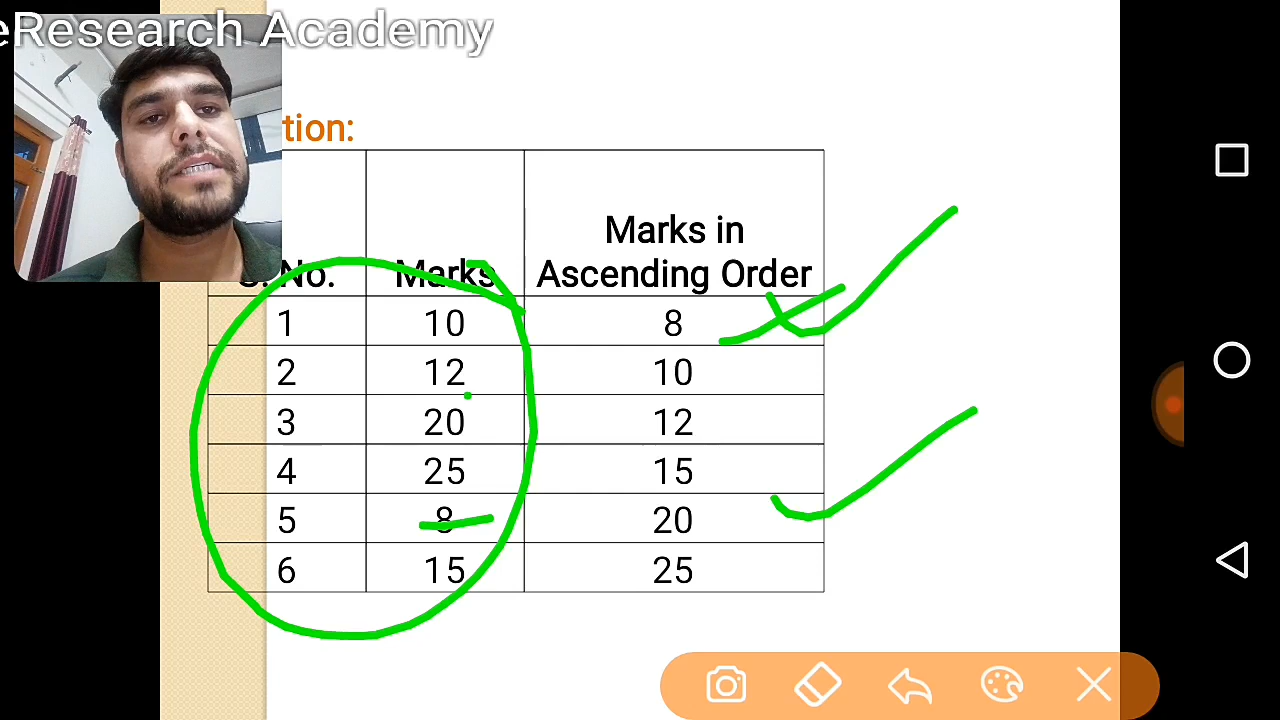 eResearch Academy
tion:
S. No. Marks Marks in Ascending Order
1 10 8
2 12 10
3 20 12
4 25 15
5 8 20
6 15 25